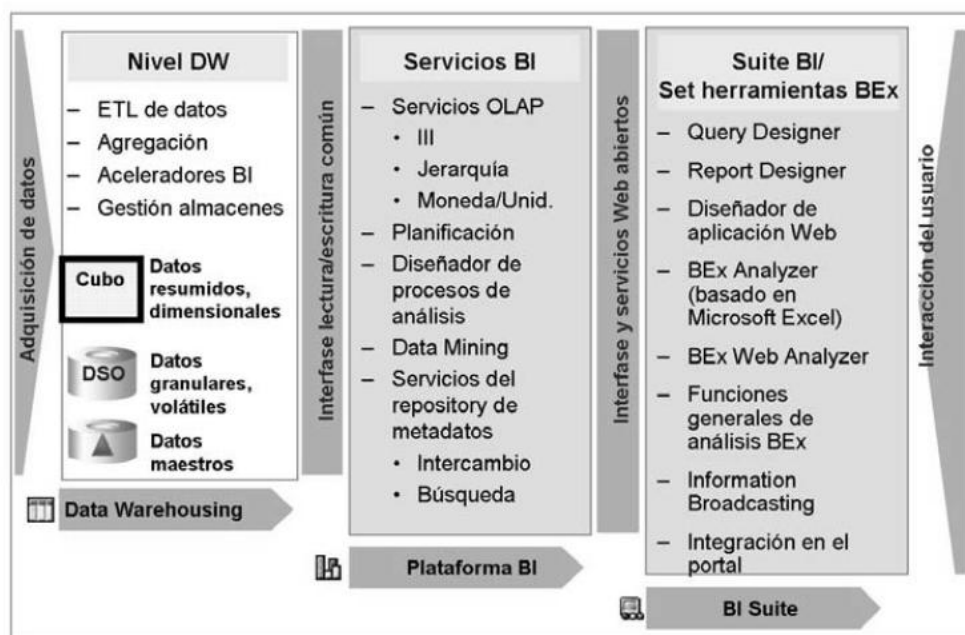 Adquisición de datos
Nivel DW
– ETL de datos
– Agregación
– Aceleradores BI
– Gestión almacenes
Cubo
Datos
resumidos,
dimensionales
DSO
Datos
granulares,
volátiles
Datos
maestros
Data Warehousing
Interfase lectura/escritura común
Servicios BI
– Servicios OLAP
• III
• Jerarquía
• Moneda/Unid.
– Planificación
– Diseñador de
procesos de
análisis
– Data Mining
– Servicios del
repository de
metadatos
• Intercambio
• Búsqueda
Plataforma BI
Interfase y servicios Web abiertos
Suite BI/
Set herramientas BEx
– Query Designer
– Report Designer
– Diseñador de
aplicación Web
– BEx Analyzer
(basado en
Microsoft Excel)
– BEx Web Analyzer
– Funciones
generales de
análisis BEx
– Information
Broadcasting
– Integración en el
portal
BI Suite
Interacción del usuario